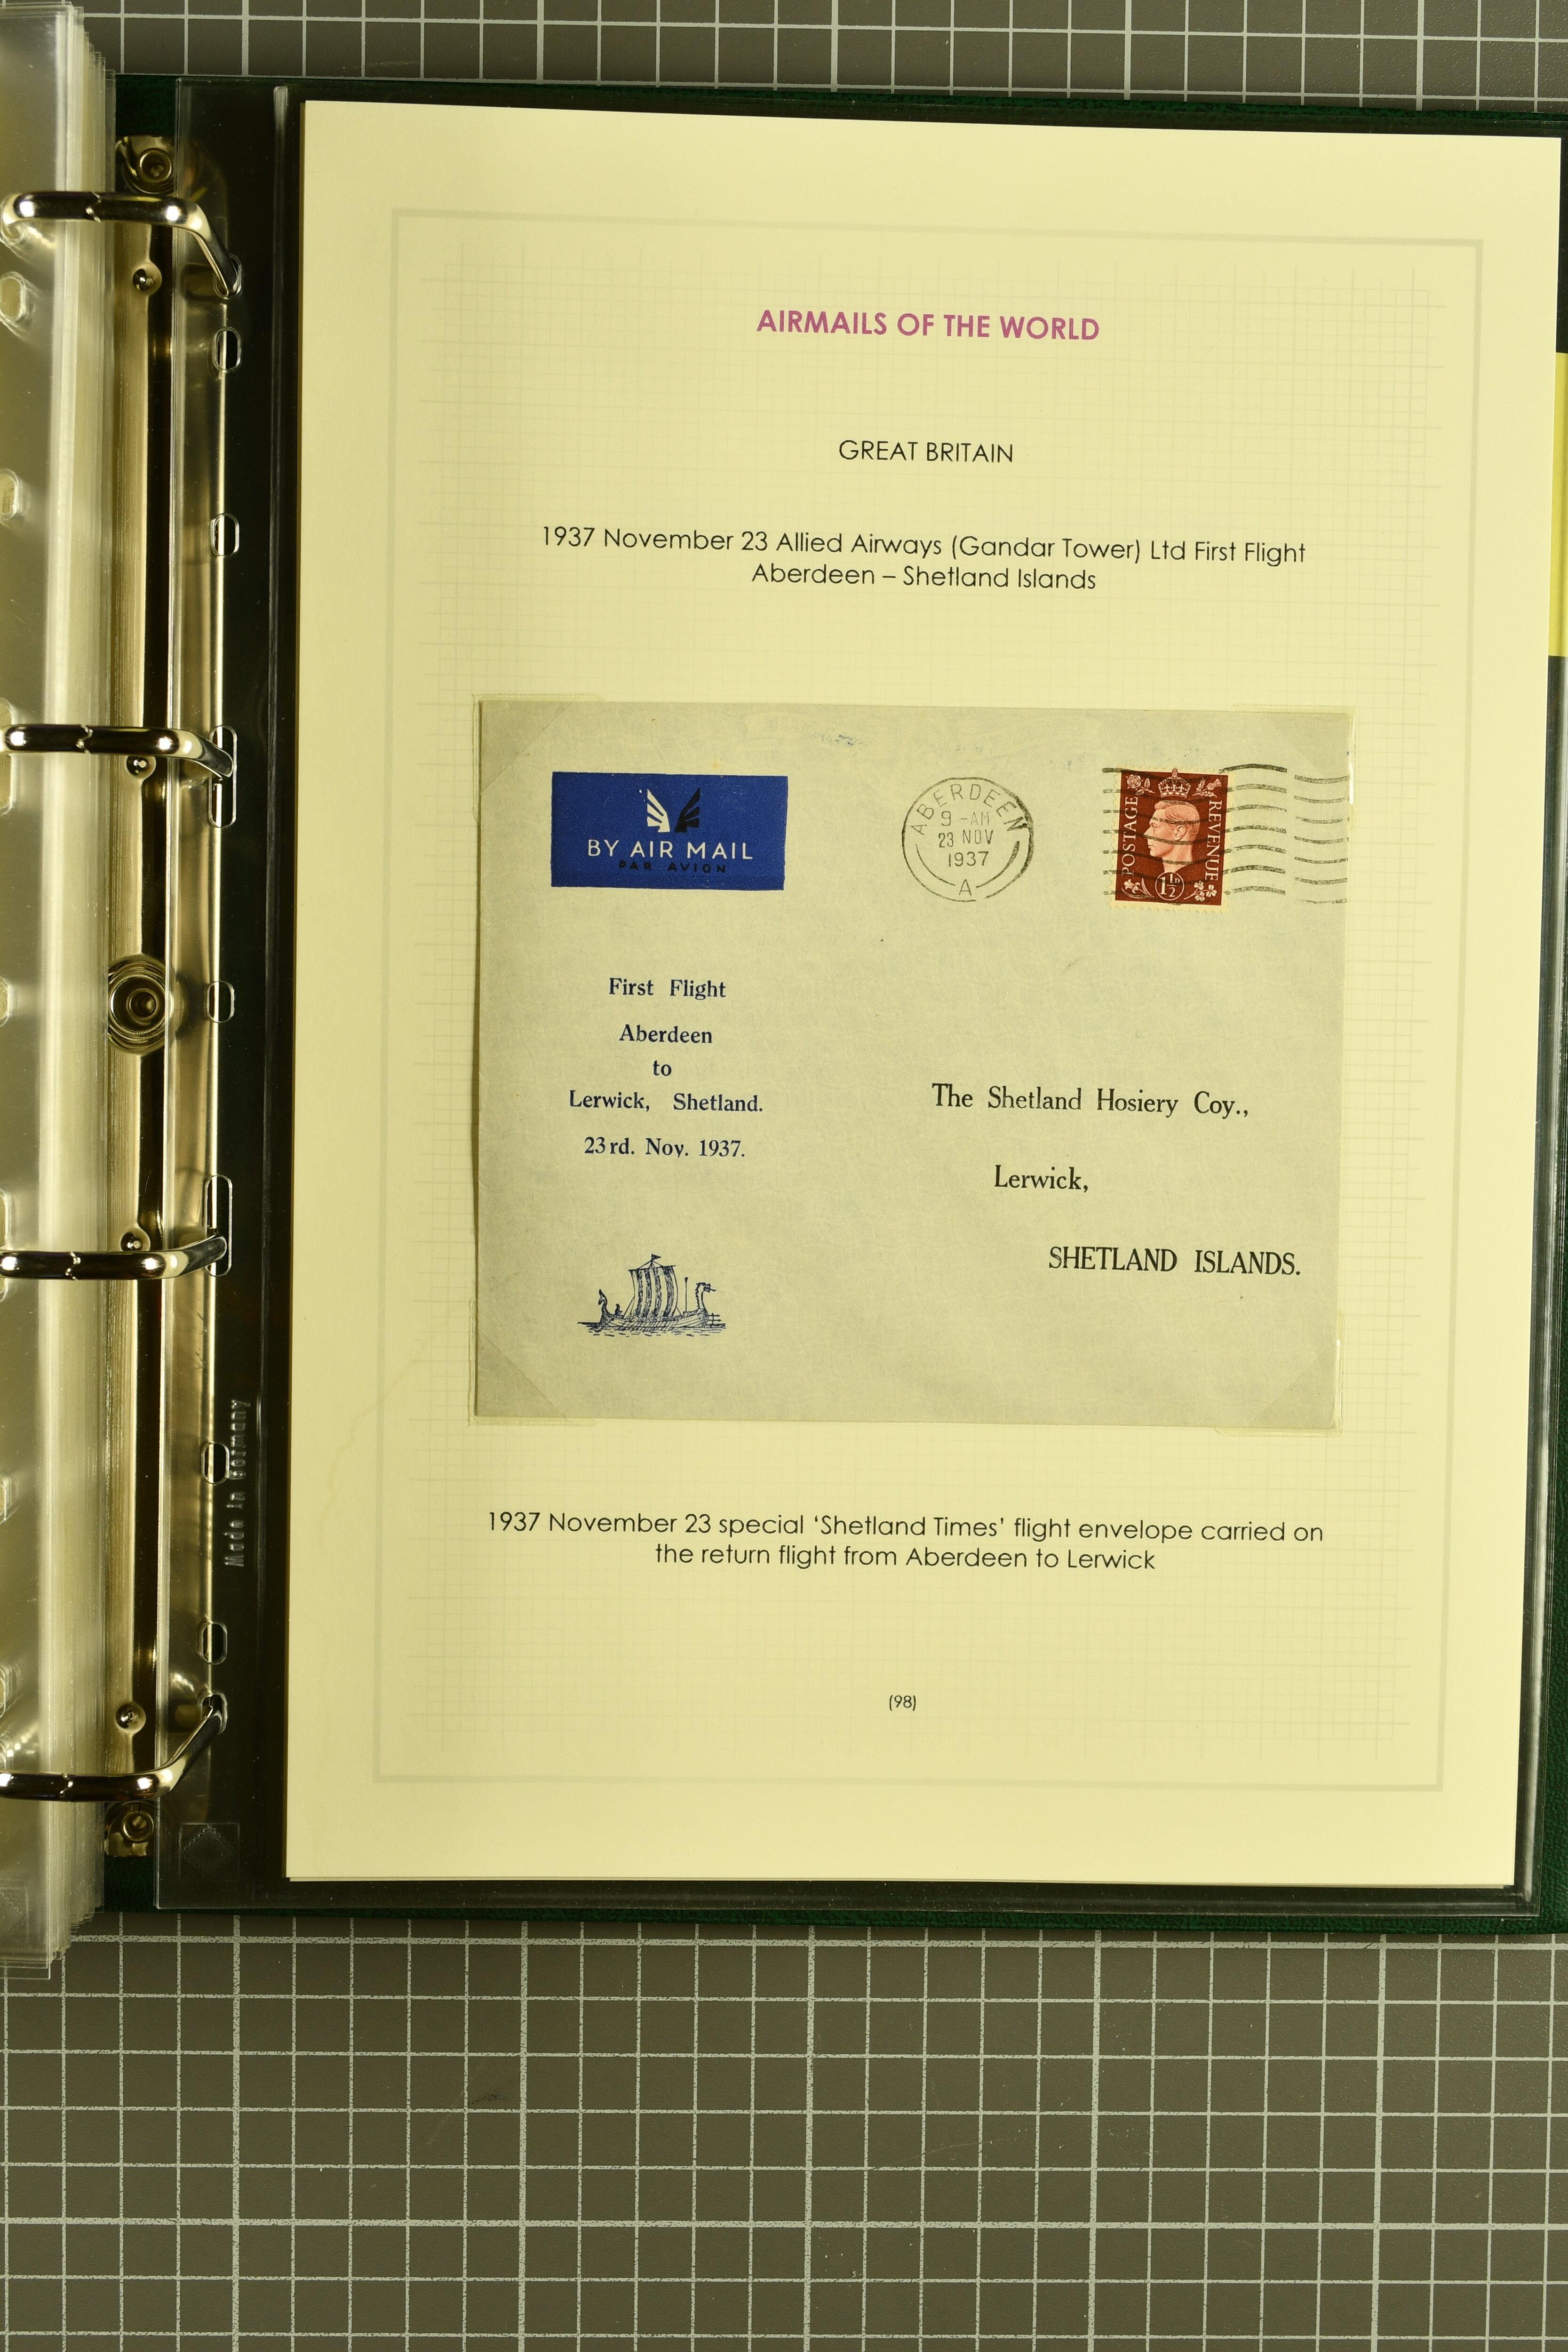 AIRMAILS OF THE WORLD
GREAT BRITAIN
1937 November 23 Allied Airways (Gandar Tower) Ltd First Flight
Aberdeen – Shetland Islands
BY AIR MAIL
PAR AVION
ABERDEEN
9 -AM
23 NOV
1937
A
POSTAGE
REVENUE
1½D
First Flight
Aberdeen
to
Lerwick, Shetland.
23rd. Nov. 1937.
The Shetland Hosiery Coy.,
Lerwick,
SHETLAND ISLANDS.
1937 November 23 special ‘Shetland Times’ flight envelope carried on
the return flight from Aberdeen to Lerwick
(98)
Made in Germany